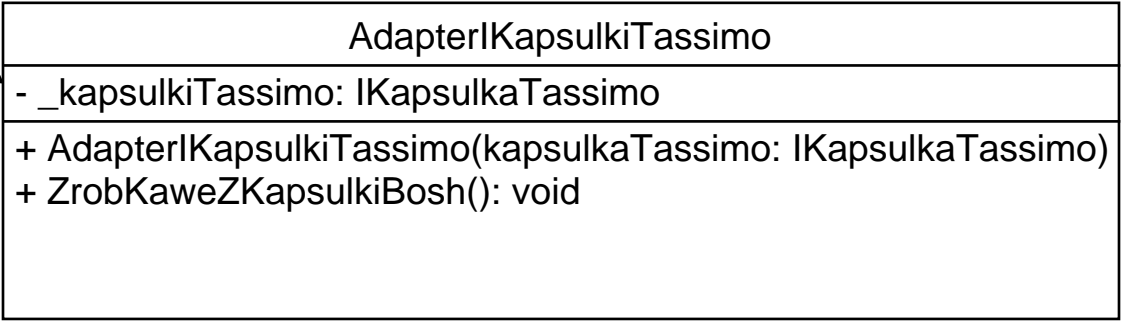 AdapterIKapsulkiTassimo
- _kapsulkiTassimo: IKapsulkaTassimo
+ AdapterIKapsulkiTassimo(kapsulkaTassimo: IKapsulkaTassimo)
+ ZrobKaweZKapsulkiBosh(): void